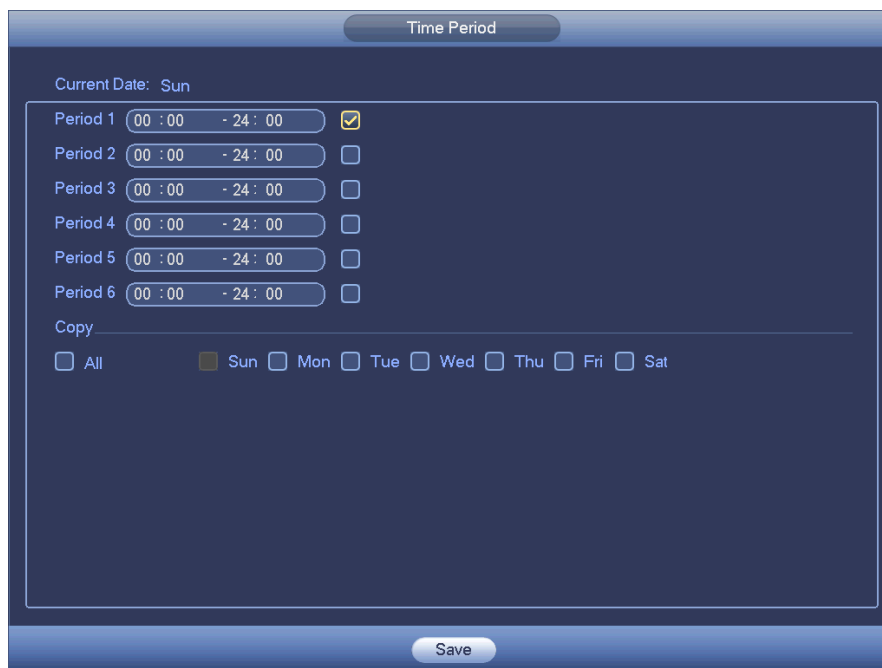 Time Period
Current Date: Sun
Period 1 00 :00 - 24 : 00
Period 2 00 :00 - 24 : 00
Period 3 00 :00 - 24 : 00
Period 4 00 :00 - 24 : 00
Period 5 00 :00 - 24 : 00
Period 6 00 :00 - 24 : 00
Copy
All Sun Mon Tue Wed Thu Fri Sat
Save